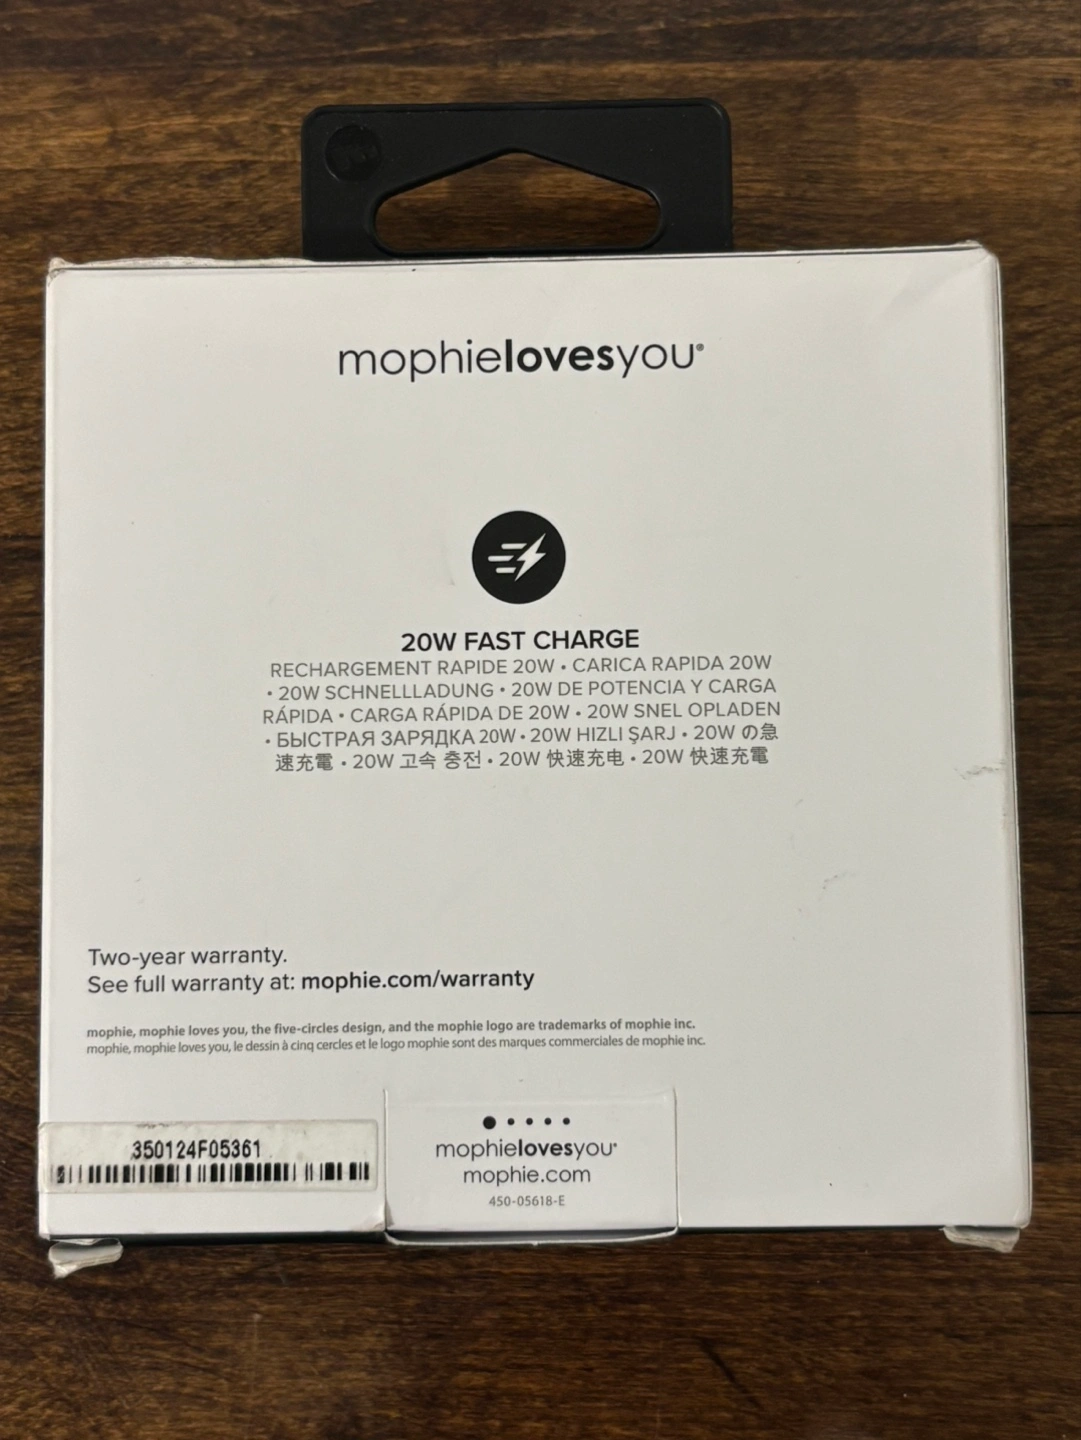 mophielovesyou®
20W FAST CHARGE
RECHARGEMENT RAPIDE 20W • CARICA RAPIDA 20W
• 20W SCHNELLLADUNG • 20W DE POTENCIA Y CARGA
RÁPIDA • CARGA RÁPIDA DE 20W • 20W SNEL OPLADEN
• БЫСТРАЯ ЗАРЯДКА 20W • 20W HIZLI ŞARJ • 20W の急
速充電 • 20W 고속 충전 • 20W 快速充电 • 20W 快速充電
Two-year warranty.
See full warranty at: mophie.com/warranty
mophie, mophie loves you, the five-circles design, and the mophie logo are trademarks of mophie inc.
mophie, mophie loves you, le dessin à cinq cercles et le logo mophie sont des marques commerciales de mophie inc.
350124F05361
mophielovesyou®
mophie.com
450-05618-E